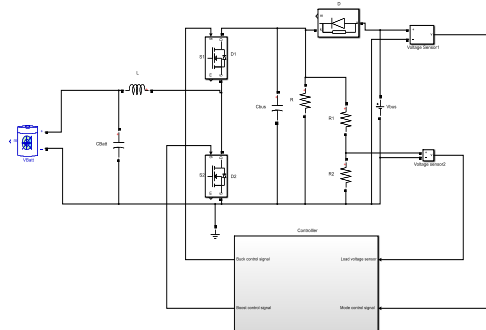 D
Voltage Sensor1
S1
D1
L
CBatt
Cbus
R
R1
Vbus
VBatt
S2
D2
R2
Voltage sensor2
Controller
Buck control signal
Load voltage sensor
Boost control signal
Mode control signal